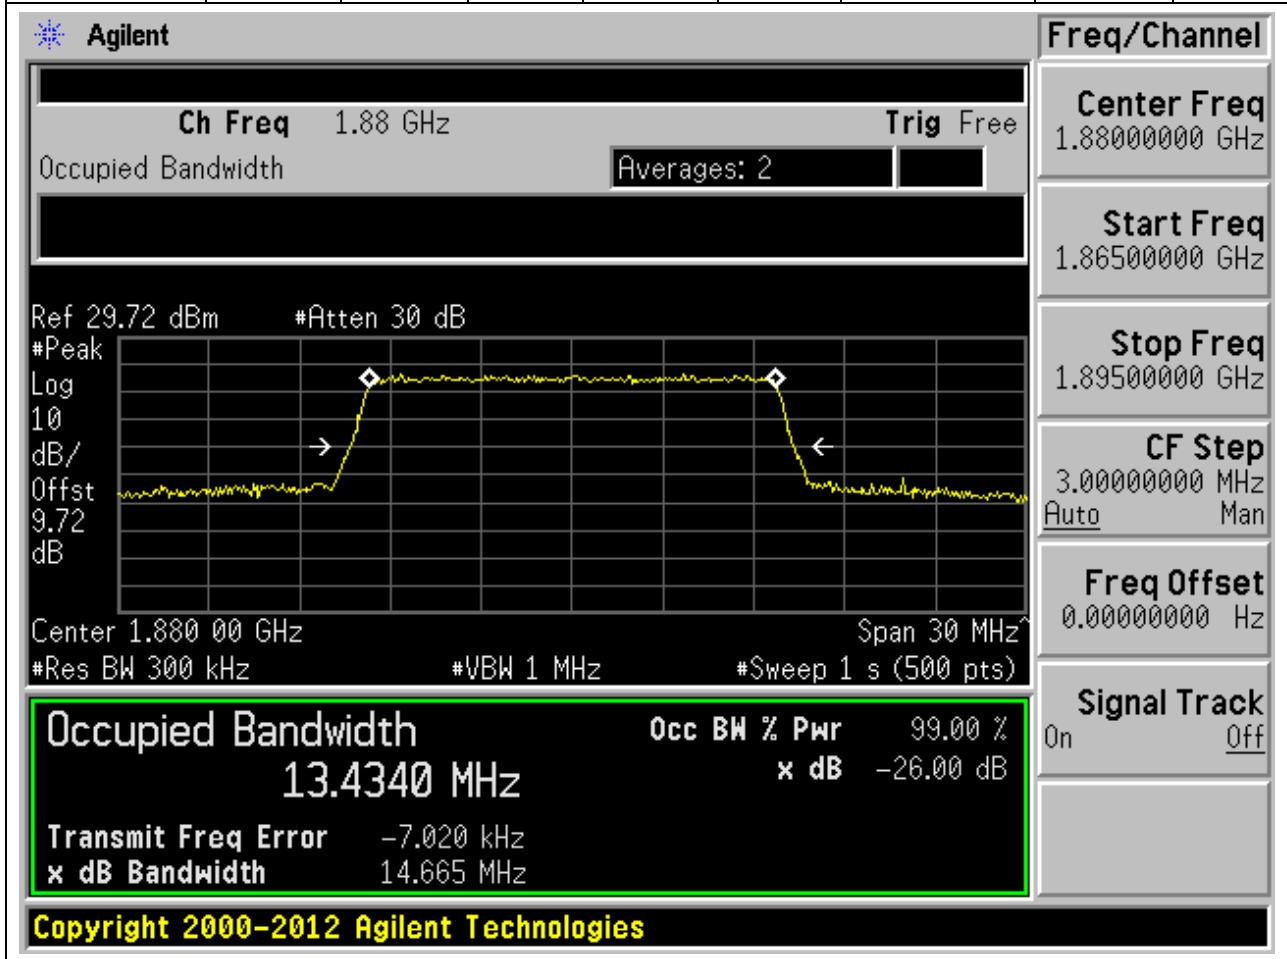 Agilent
Freq/Channel
Ch Freq 1.88 GHz Trig Free
Occupied Bandwidth Averages: 2
Center Freq
1.88000000 GHz
Start Freq
1.86500000 GHz
Stop Freq
1.89500000 GHz
CF Step
3.00000000 MHz
Auto Man
Freq Offset
0.00000000 Hz
Signal Track
On Off
Ref 29.72 dBm #Atten 30 dB
#Peak
Log
10
dB/
Offst
9.72
dB
Center 1.880 00 GHz Span 30 MHz^
#Res BW 300 kHz #VBW 1 MHz #Sweep 1 s (500 pts)
Occupied Bandwidth Occ BW % Pwr 99.00 %
13.4340 MHz x dB -26.00 dB
Transmit Freq Error -7.020 kHz
x dB Bandwidth 14.665 MHz
Copyright 2000-2012 Agilent Technologies